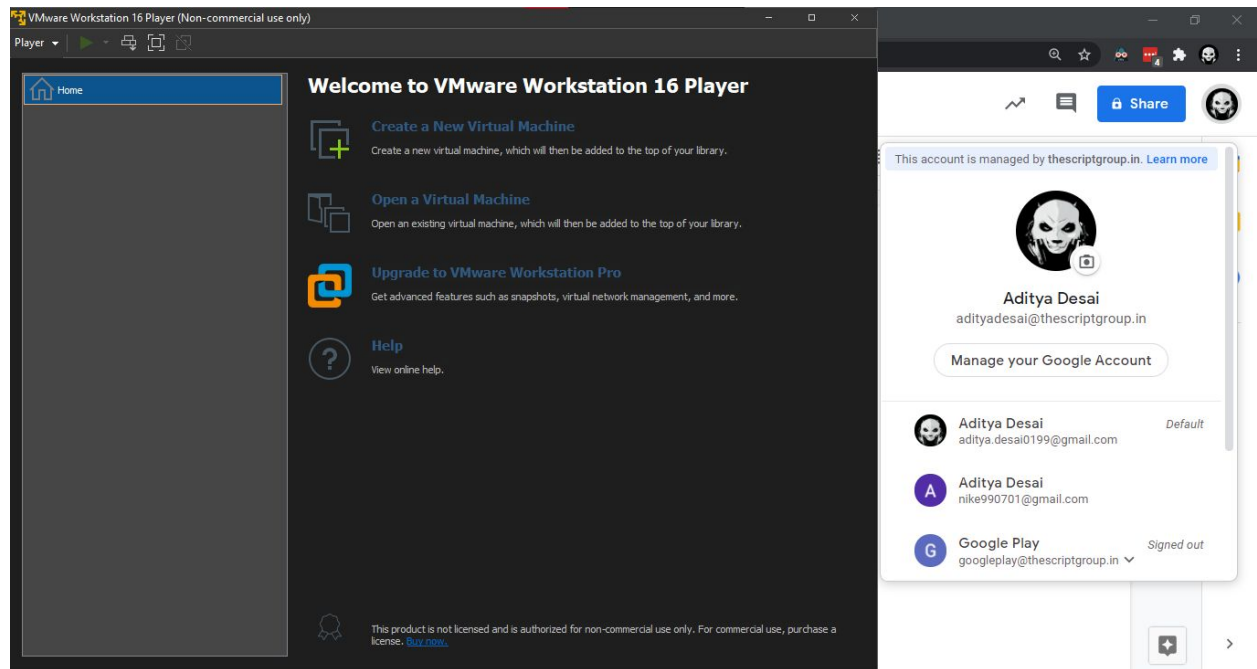 VMware Workstation 16 Player (Non-commercial use only)
Player
Home
Welcome to VMware Workstation 16 Player
Create a New Virtual Machine
Create a new virtual machine, which will then be added to the top of your library.
Open a Virtual Machine
Open an existing virtual machine, which will then be added to the top of your library.
Upgrade to VMware Workstation Pro
Get advanced features such as snapshots, virtual network management, and more.
?
Help
View online help.
This product is not licensed and is authorized for non-commercial use only. For commercial use, purchase a
license. Buy now.
4
Share
This account is managed by thescriptgroup.in. Learn more
Aditya Desai
adityadesai@thescriptgroup.in
Manage your Google Account
Aditya Desai
Default
aditya.desai0199@gmail.com
A
Aditya Desai
nike990701@gmail.com
G
Google Play
Signed out
googleplay@thescriptgroup.in